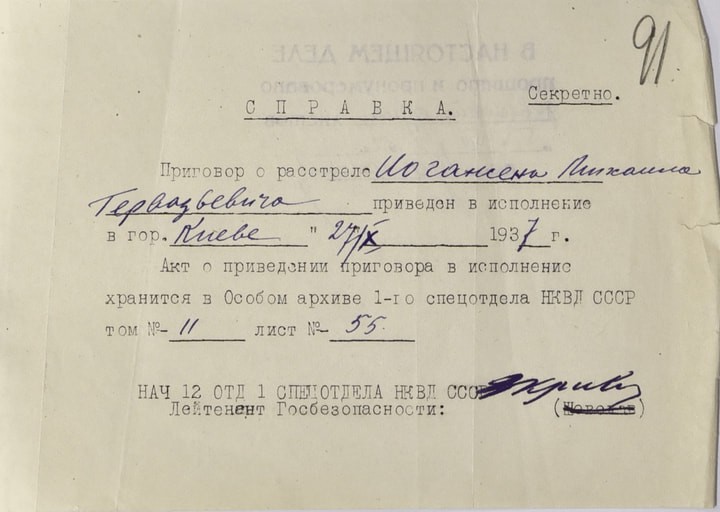 91.
Секретно.
СПРАВКА.
Приговор о расстреле Иогансена Михаила
Гервазьевича приведен в исполнение
в гор. Киеве " 27/X 1937 г.
Акт о приведении приговора в исполнение
хранится в Особом архиве 1-го спецотдела НКВД СССР
том №- 11 лист №- 55.
НАЧ 12 ОТД 1 СПЕЦОТДЕЛА НКВД СССР
Лейтенант Госбезопасности: